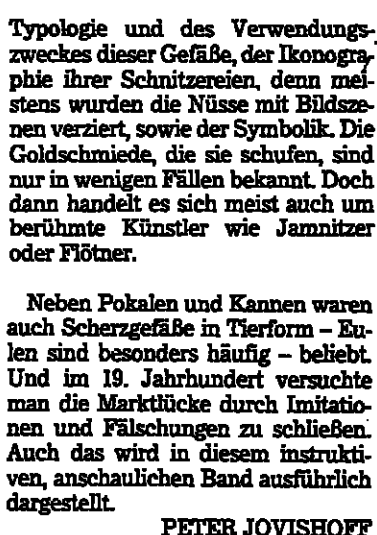 Typologie und des Verwendungs-
zweckes dieser Gefäße, der Ikonogra-
phie ihrer Schnitzereien, denn mei-
stens wurden die Nüsse mit Bildsze-
nen verziert, sowie der Symbolik. Die
Goldschmiede, die sie schufen, sind
nur in wenigen Fällen bekannt. Doch
dann handelt es sich meist auch um
berühmte Künstler wie Jamnitzer
oder Flötner.
Neben Pokalen und Kannen waren
auch Scherzgefäße in Tierform – Eu-
len sind besonders häufig – beliebt.
Und im 19. Jahrhundert versuchte
man die Marktlücke durch Imitatio-
nen und Fälschungen zu schließen.
Auch das wird in diesem instrukti-
ven, anschaulichen Band ausführlich
dargestellt.
PETER JOVISHOFF